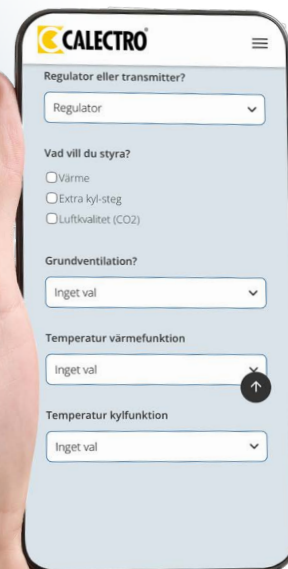 CALECTRO
Regulator eller transmitter?
Regulator
Vad vill du styra?
Värme
Extra kyl-steg
Luftkvalitet (CO2)
Grundventilation?
Inget val
Temperatur värmefunktion
Inget val
Temperatur kylfunktion
Inget val